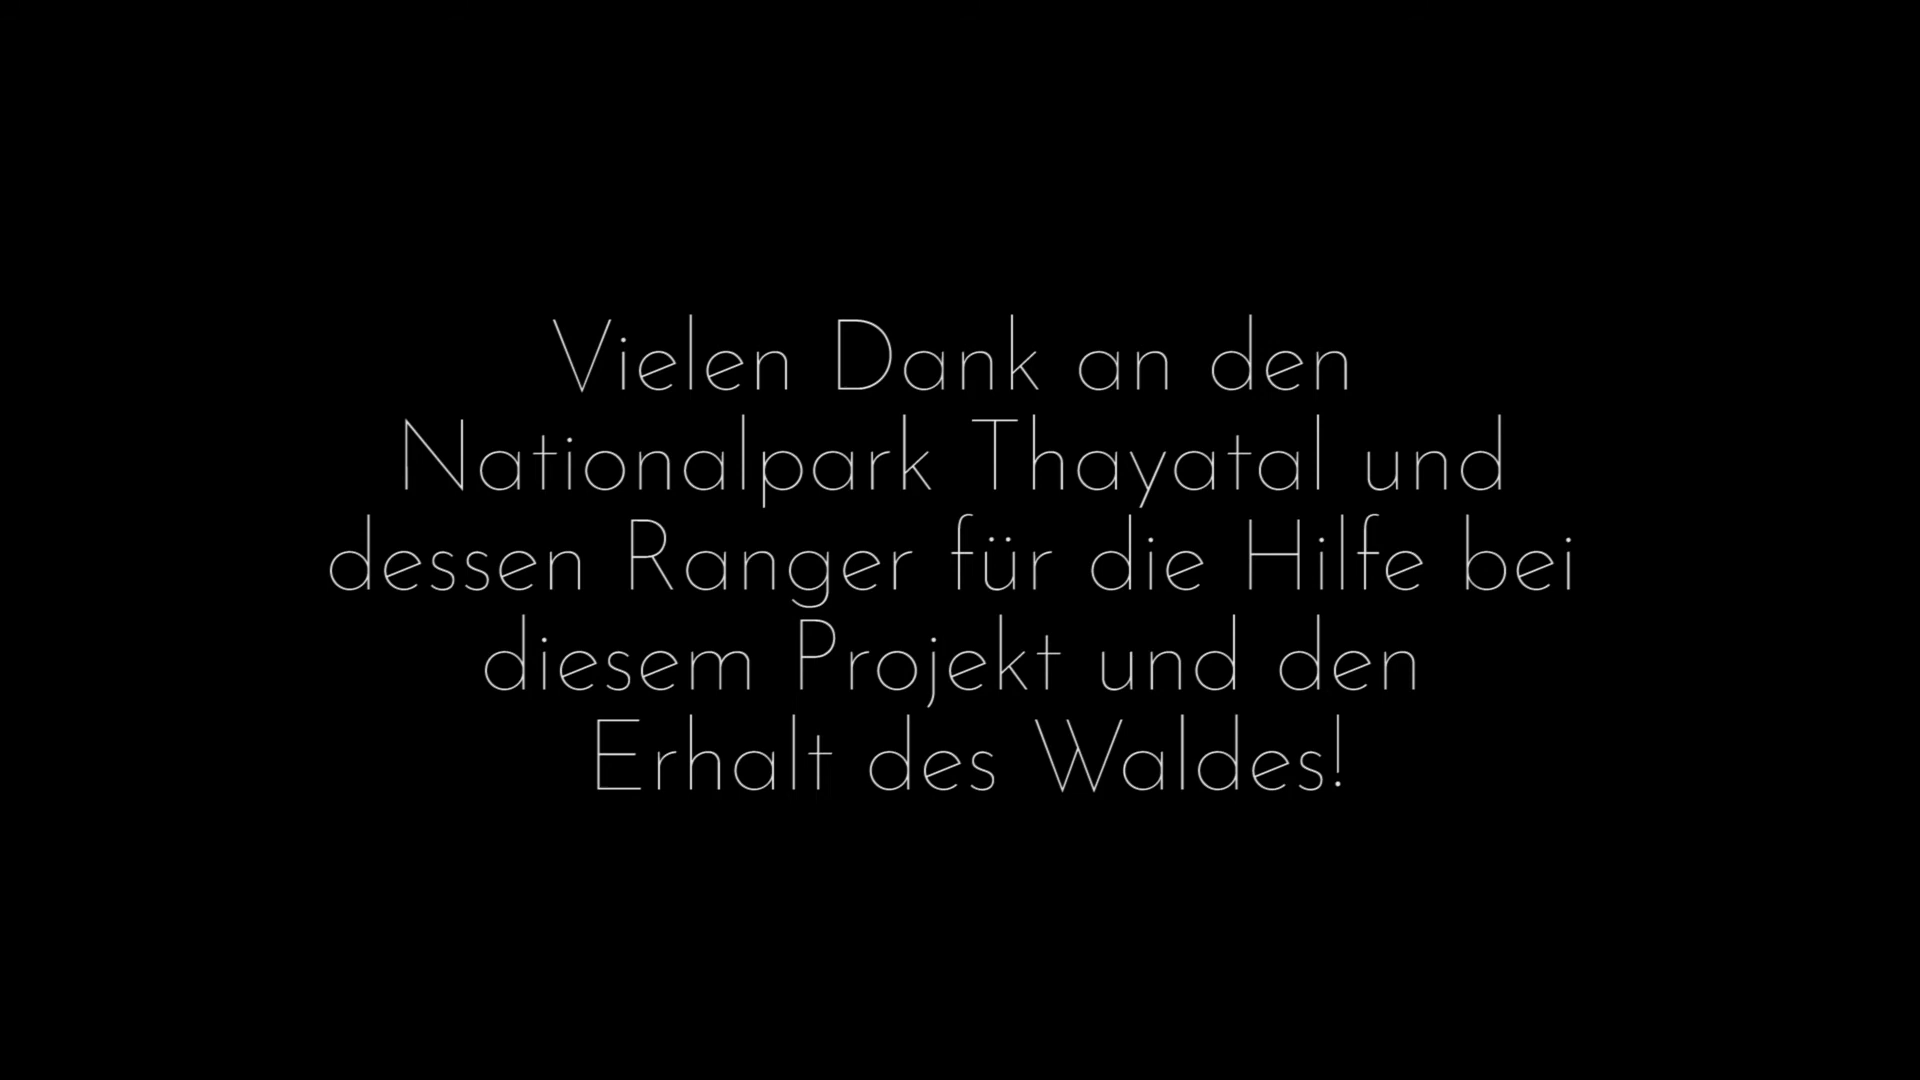 Vielen Dank an den
Nationalpark Thayatal und
dessen Ranger für die Hilfe bei
diesem Projekt und den
Erhalt des Waldes!